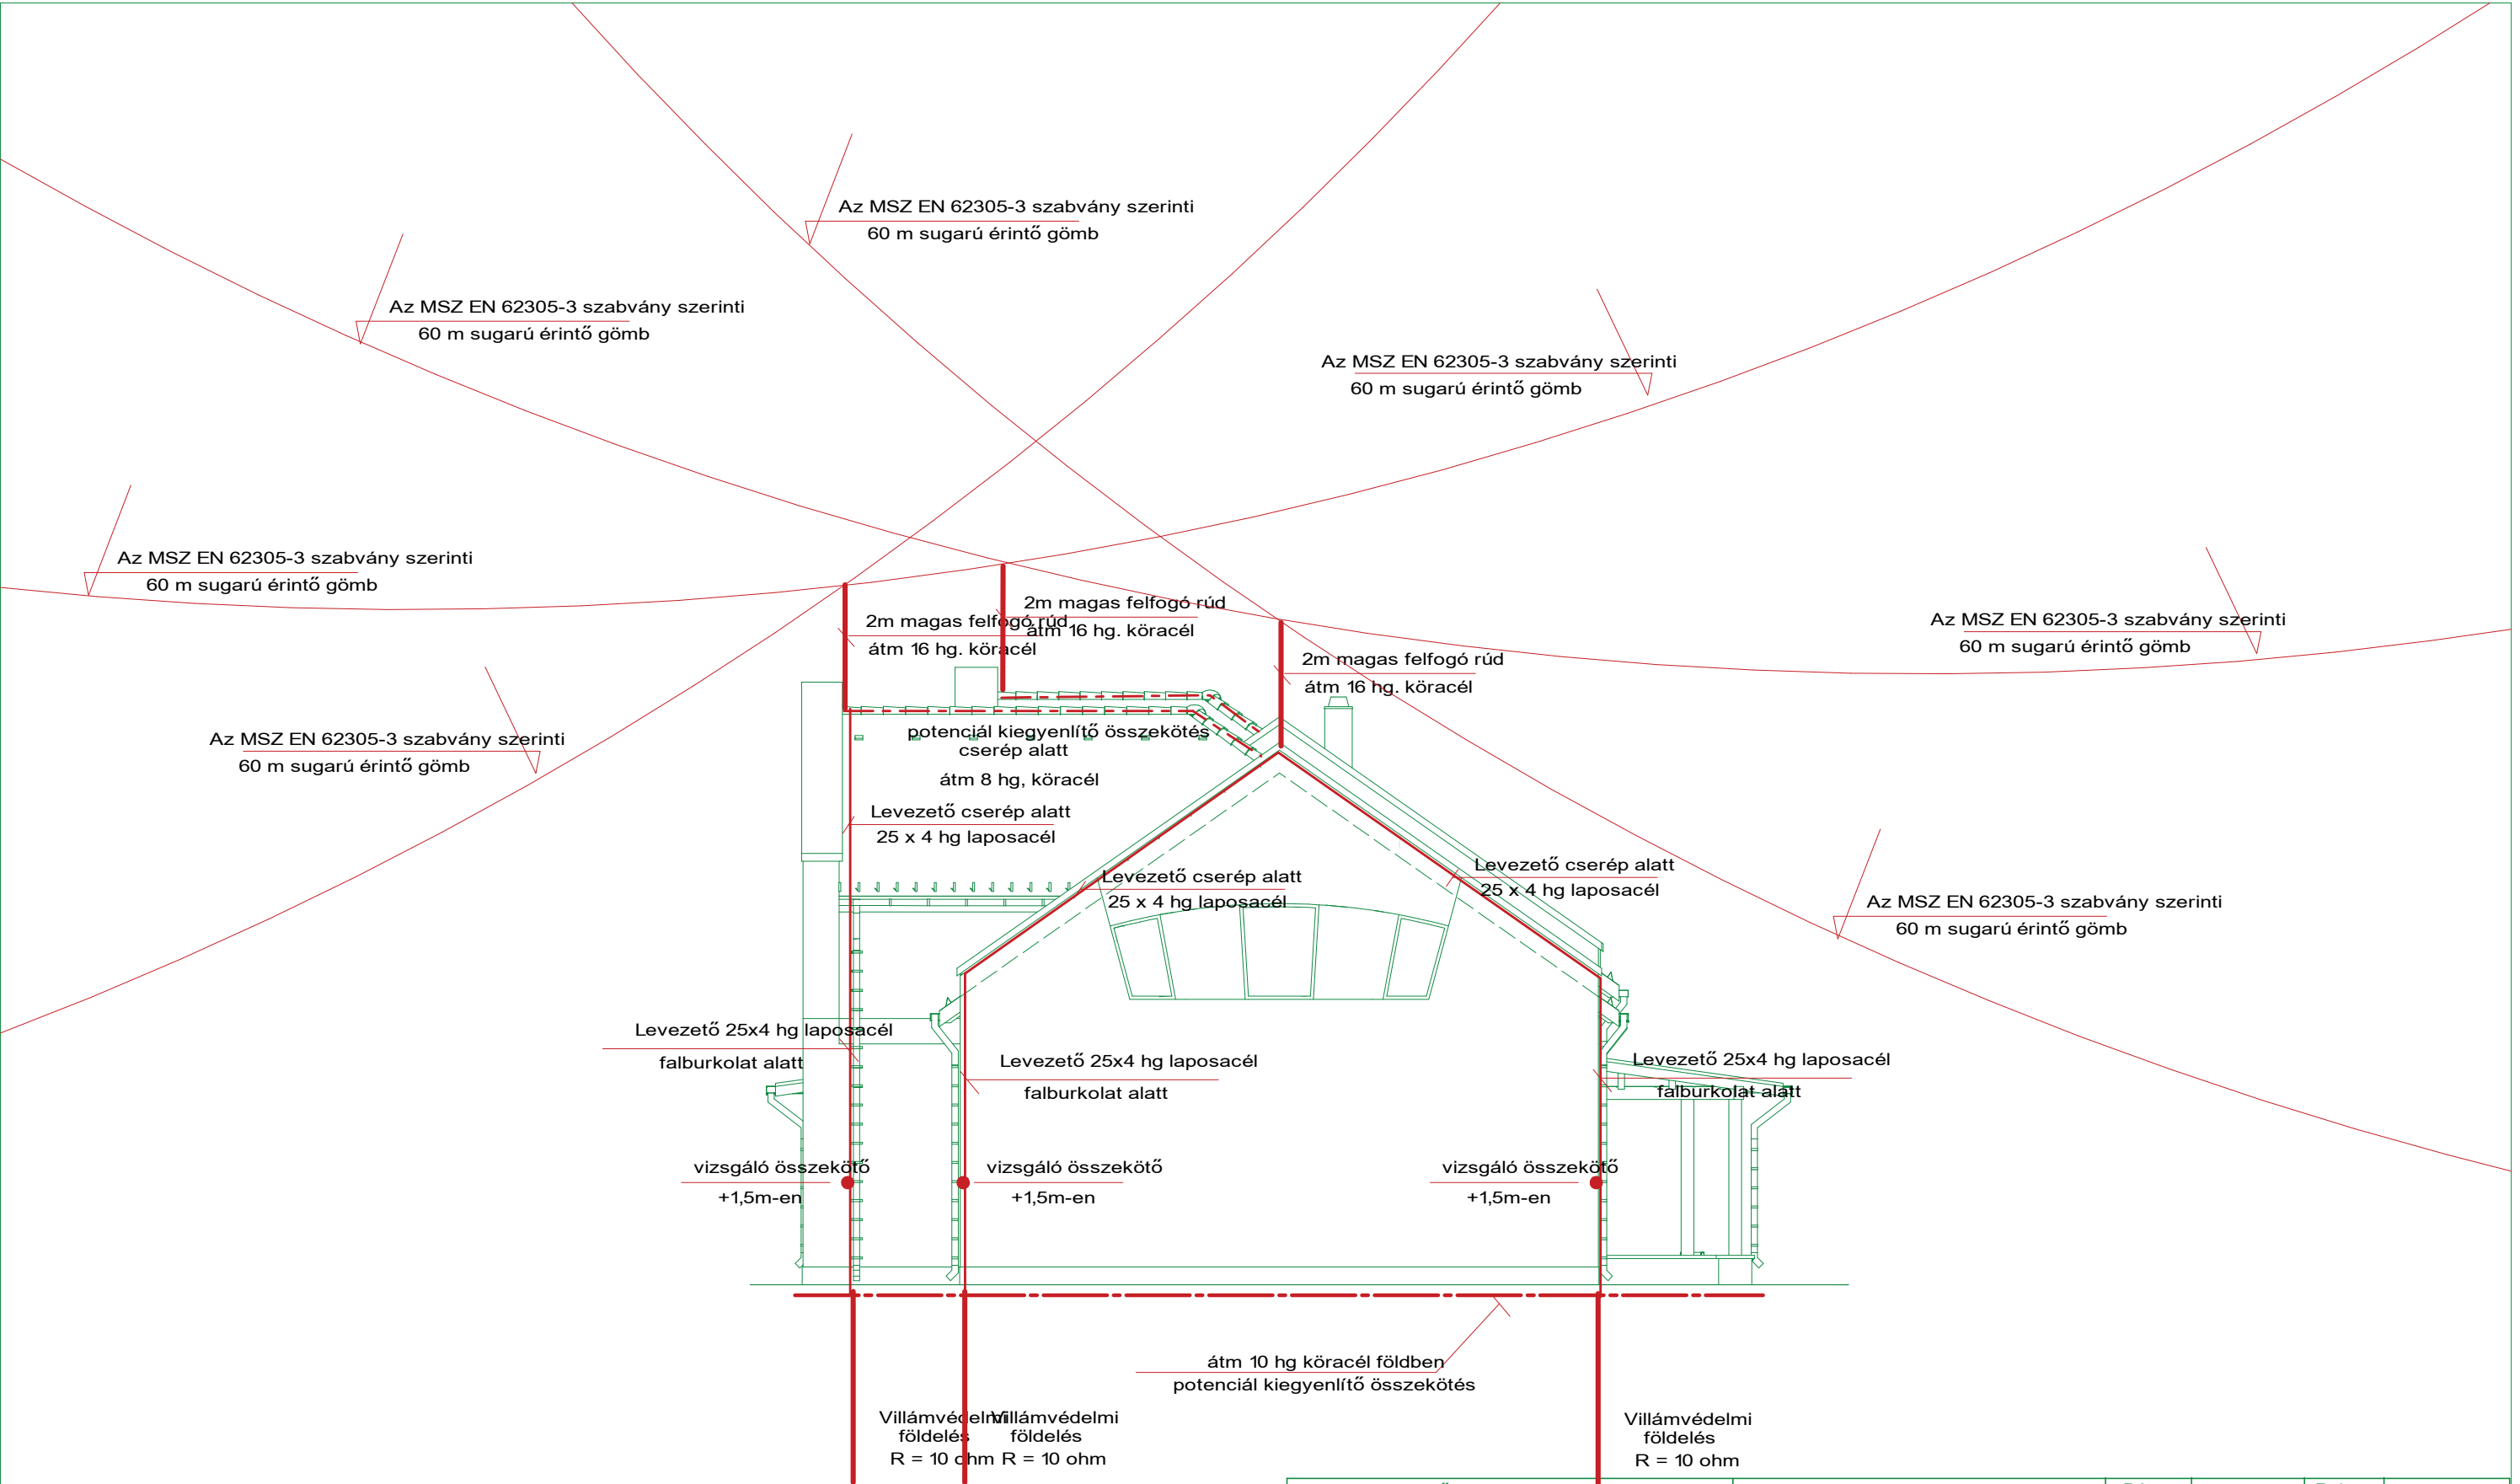 Az MSZ EN 62305-3 szabvány szerinti
60 m sugarú érintő gömb
Az MSZ EN 62305-3 szabvány szerinti
60 m sugarú érintő gömb
Az MSZ EN 62305-3 szabvány szerinti
60 m sugarú érintő gömb
Az MSZ EN 62305-3 szabvány szerinti
60 m sugarú érintő gömb
2m magas felfogó rúd
átm 16 hg. köracél
2m magas felfogó rúd
átm 16 hg. köracél
Az MSZ EN 62305-3 szabvány szerinti
60 m sugarú érintő gömb
2m magas felfogó rúd
átm 16 hg. köracél
Az MSZ EN 62305-3 szabvány szerinti
60 m sugarú érintő gömb
potenciál kiegyenlítő összekötés
cserép alatt
átm 8 hg, köracél
Levezető cserép alatt
25 x 4 hg laposacél
Levezető cserép alatt
25 x 4 hg laposacél
Levezető cserép alatt
25 x 4 hg laposacél
Az MSZ EN 62305-3 szabvány szerinti
60 m sugarú érintő gömb
Levezető 25x4 hg laposacél
falburkolat alatt
Levezető 25x4 hg laposacél
falburkolat alatt
Levezető 25x4 hg laposacél
falburkolat alatt
vizsgáló összekötő
+1,5m-en
vizsgáló összekötő
+1,5m-en
vizsgáló összekötő
+1,5m-en
átm 10 hg köracél földben
potenciál kiegyenlítő összekötés
Villámvédelmi
földelés
R = 10 ohm
Villámvédelmi
földelés
R = 10 ohm
Villámvédelmi
földelés
R = 10 ohm